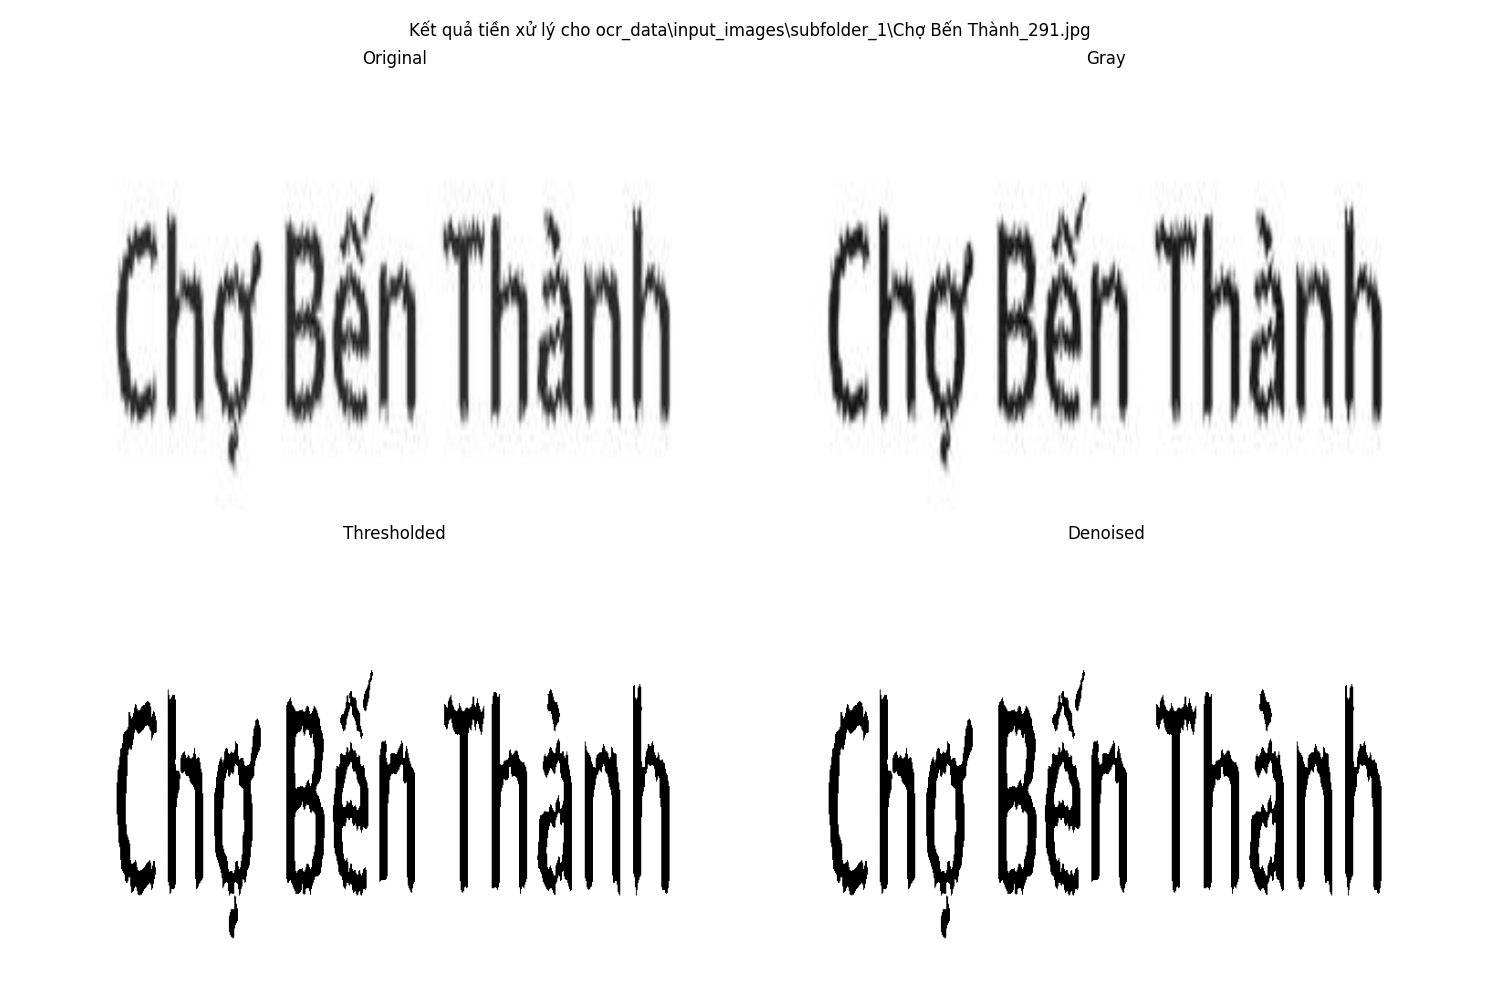 Kết quả tiền xử lý cho ocr_data\input_images\subfolder_1\Chợ Bến Thành_291.jpg
Original
Gray
Chợ Bến Thành
Chợ Bến Thành
Thresholded
Denoised
Chợ Bến Thành
Chợ Bến Thành